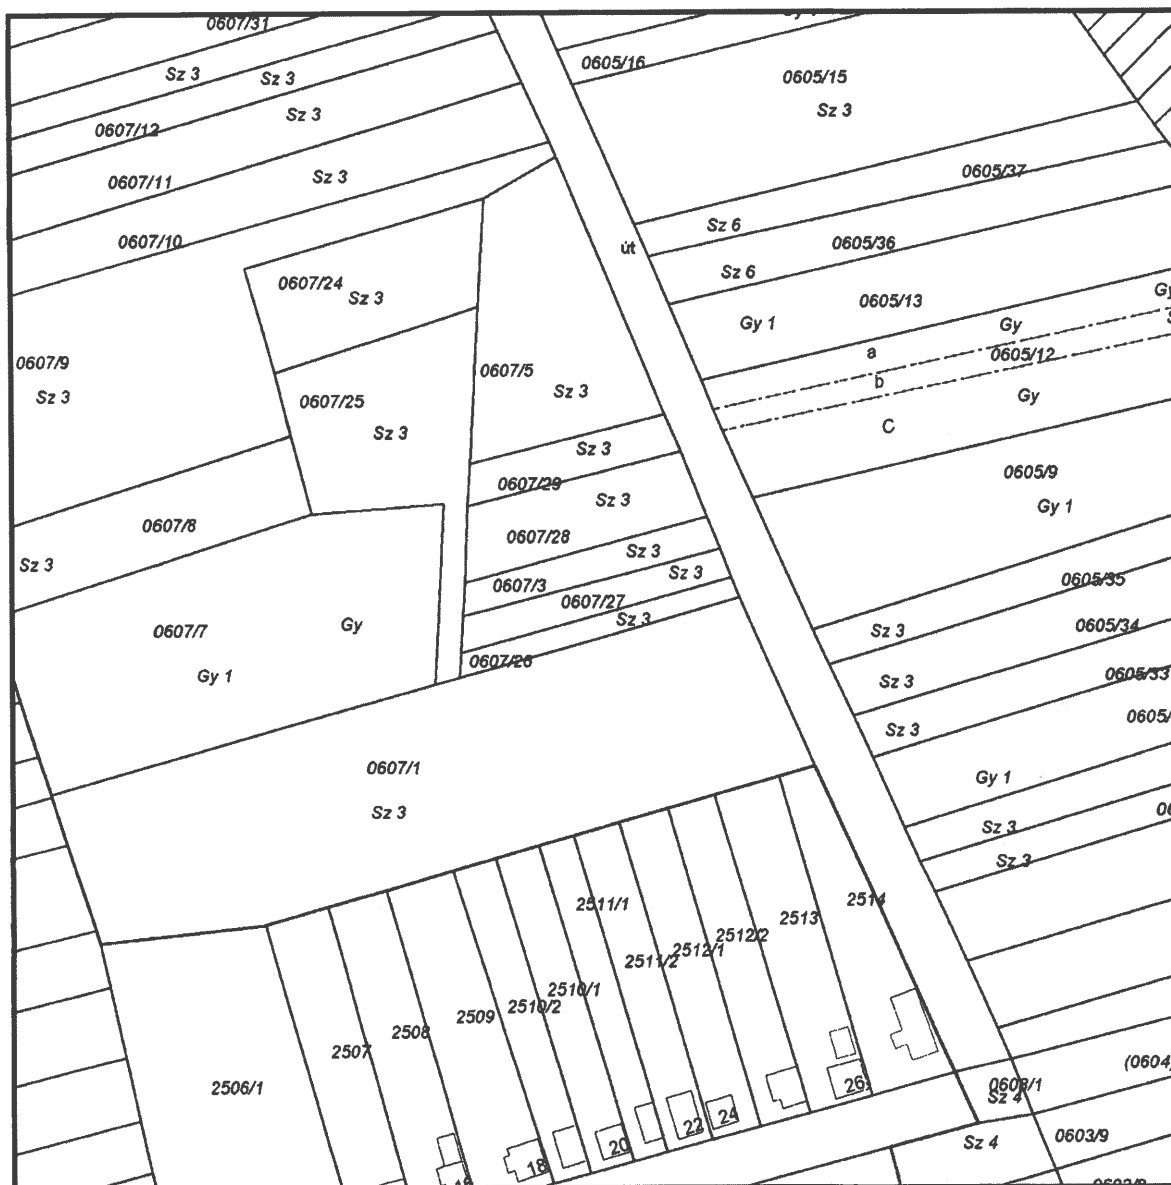 0607/31
0605/16
0605/15
Sz 3
Sz 3
Sz 3
Sz 3
0607/12
Sz 3
0607/11
Sz 3
0605/37
0607/10
Sz 6
út
0605/36
Sz 6
0607/24
Sz 3
0605/13
Gy
Gy 1
Gy
a
0605/12
b
Gy
C
0607/9
Sz 3
0607/5
Sz 3
0607/25
Sz 3
Sz 3
0605/9
Gy 1
0607/29
Sz 3
0607/8
0607/28
Sz 3
Sz 3
Sz 3
0607/3
0605/35
0607/27
Sz 3
0607/7
Gy
Sz 3
0605/34
0607/26
Gy 1
Sz 3
0605/33
0605/
Sz 3
0607/1
Gy 1
Sz 3
Sz 3
Sz 3
2511/1
2514
2513
2512/2
2512/1
2511/2
2510/1
2510/2
2509
2508
2507
2506/1
(0604)
0603/1
Sz 4
26
24
22
20
18
Sz 4
0603/9